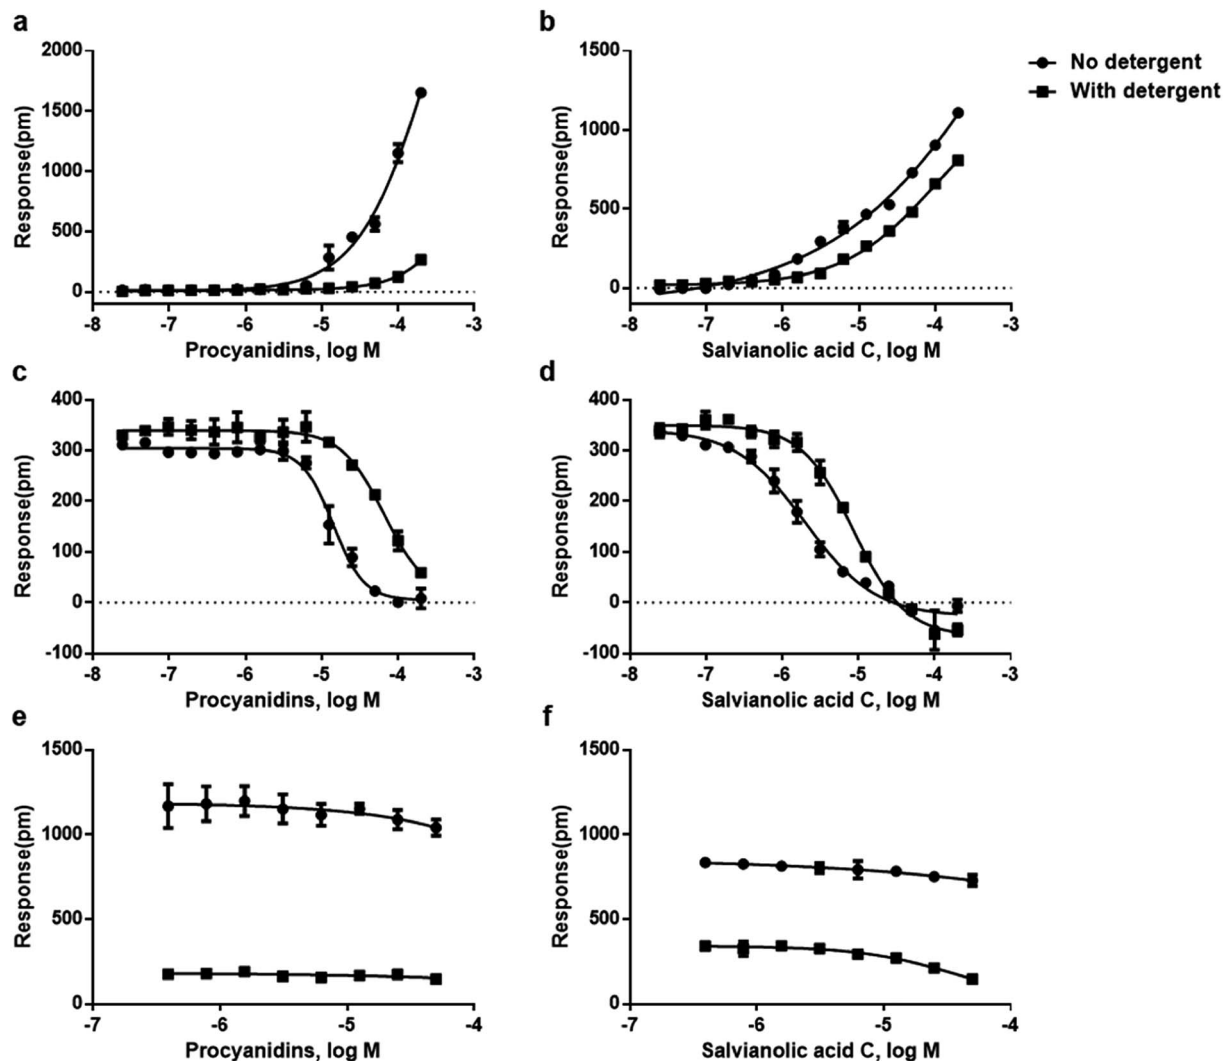 a
2000
1500
1000
500
0
Response(pm)
-8 -7 -6 -5 -4 -3
Procyanidins, log M
b
1500
1000
500
0
Response(pm)
-8 -7 -6 -5 -4 -3
Salvianolic acid C, log M
No detergent
With detergent
c
400
300
200
100
0
-100
Response(pm)
-8 -7 -6 -5 -4 -3
Procyanidins, log M
d
400
300
200
100
0
-100
Response(pm)
-8 -7 -6 -5 -4 -3
Salvianolic acid C, log M
e
1500
1000
500
0
Response(pm)
-7 -6 -5 -4
Procyanidins, log M
f
1500
1000
500
0
Response(pm)
-7 -6 -5 -4
Salvianolic acid C, log M